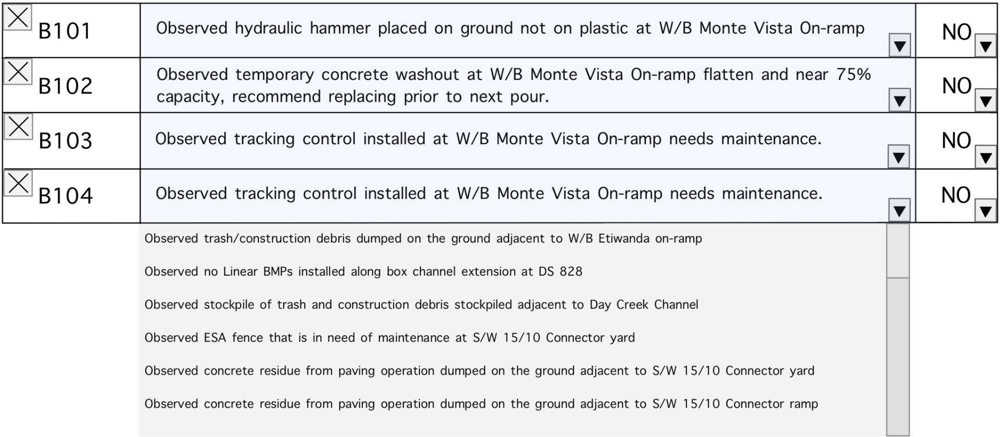 B101 Observed hydraulic hammer placed on ground not on plastic at W/B Monte Vista On-ramp NO
B102 Observed temporary concrete washout at W/B Monte Vista On-ramp flatten and near 75%
capacity, recommend replacing prior to next pour. NO
B103 Observed tracking control installed at W/B Monte Vista On-ramp needs maintenance. NO
B104 Observed tracking control installed at W/B Monte Vista On-ramp needs maintenance. NO
Observed trash/construction debris dumped on the ground adjacent to W/B Etiwanda on-ramp
Observed no Linear BMPs installed along box channel extension at DS 828
Observed stockpile of trash and construction debris stockpiled adjacent to Day Creek Channel
Observed ESA fence that is in need of maintenance at S/W 15/10 Connector yard
Observed concrete residue from paving operation dumped on the ground adjacent to S/W 15/10 Connector yard
Observed concrete residue from paving operation dumped on the ground adjacent to S/W 15/10 Connector ramp